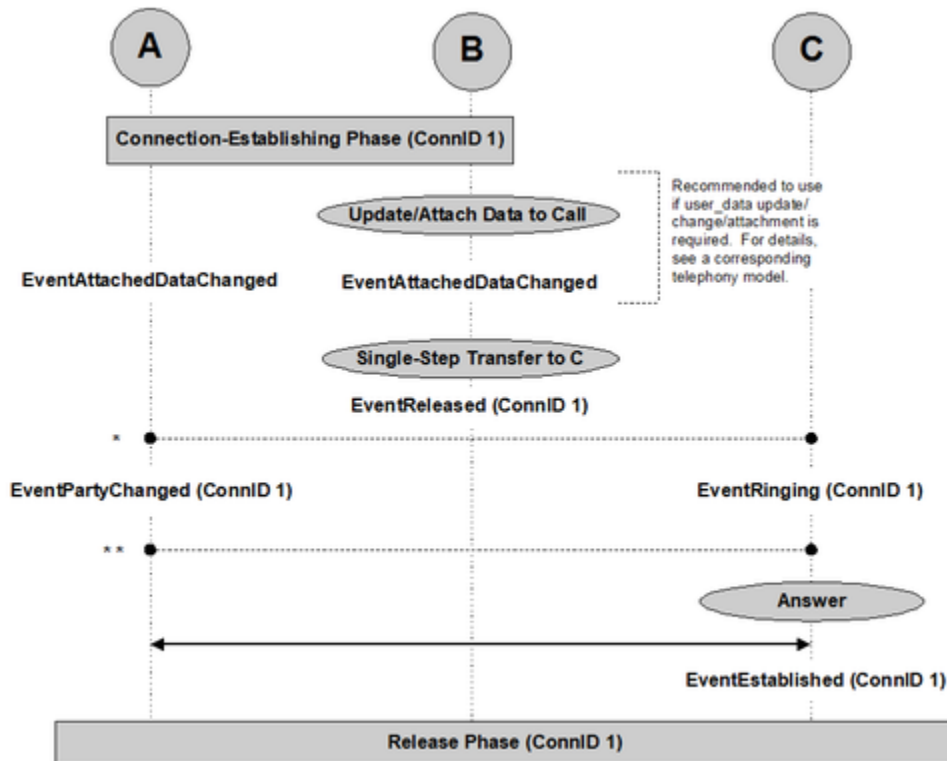 A
B
C
Connection-Establishing Phase (ConnID 1)
Update/Attach Data to Call
Recommended to use
if user_data update/
change/attachment is
required. For details,
see a corresponding
telephony model.
EventAttachedDataChanged
EventAttachedDataChanged
Single-Step Transfer to C
EventReleased (ConnID 1)
*
EventPartyChanged (ConnID 1)
EventRinging (ConnID 1)
* *
Answer
EventEstablished (ConnID 1)
Release Phase (ConnID 1)